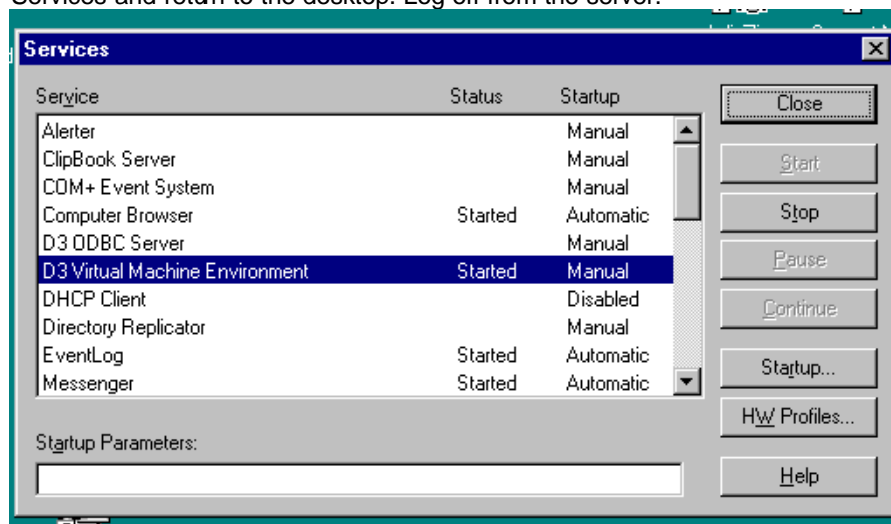 Services and return to the desktop. Log off from the server.
Services
Service Status Startup
Alerter Manual
ClipBook Server Manual
COM+ Event System Manual
Computer Browser Started Automatic
D3 ODBC Server Manual
D3 Virtual Machine Environment Started Manual
DHCP Client Disabled
Directory Replicator Manual
EventLog Started Automatic
Messenger Started Automatic
Startup Parameters:
Close
Start
Stop
Pause
Continue
Startup...
HW Profiles...
Help